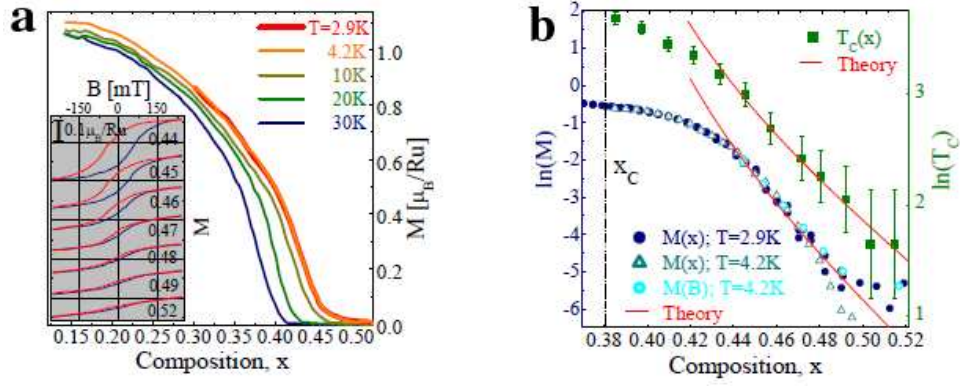 a
T=2.9K
4.2K
10K
20K
30K
B [mT]
-150 0 150
0.1μB/Ru
0.44
0.45
0.46
0.47
0.48
0.49
0.52
M
1.0
0.8
0.6
0.4
0.2
0.0
M [μB/Ru]
0.15 0.20 0.25 0.30 0.35 0.40 0.45 0.50
Composition, x
b
2
1
0
-1
-2
-3
-4
-5
-6
ln(M)
TC(x)
Theory
xC
M(x); T=2.9K
M(x); T=4.2K
M(B); T=4.2K
Theory
3
2
1
ln(TC)
0.38 0.40 0.42 0.44 0.46 0.48 0.50 0.52
Composition, x